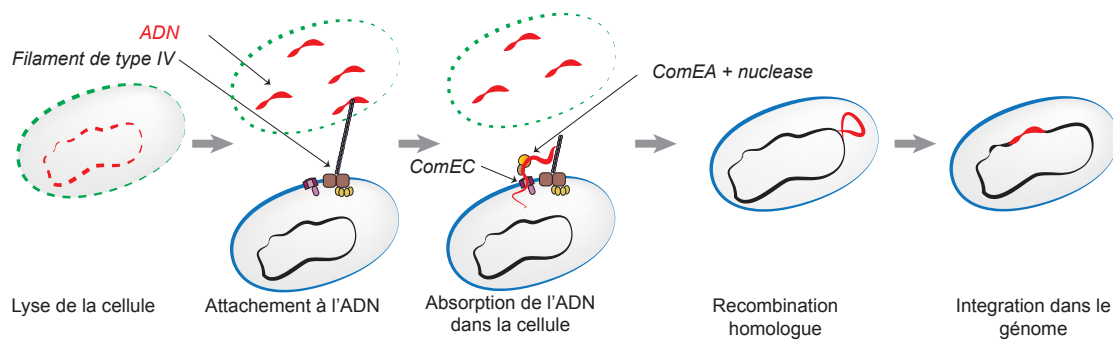 ADN
Filament de type IV
ComEA + nuclease
ComEC
Lyse de la cellule
Attachement à l'ADN
Absorption de l'ADN
dans la cellule
Recombination
homologue
Integration dans le
génome